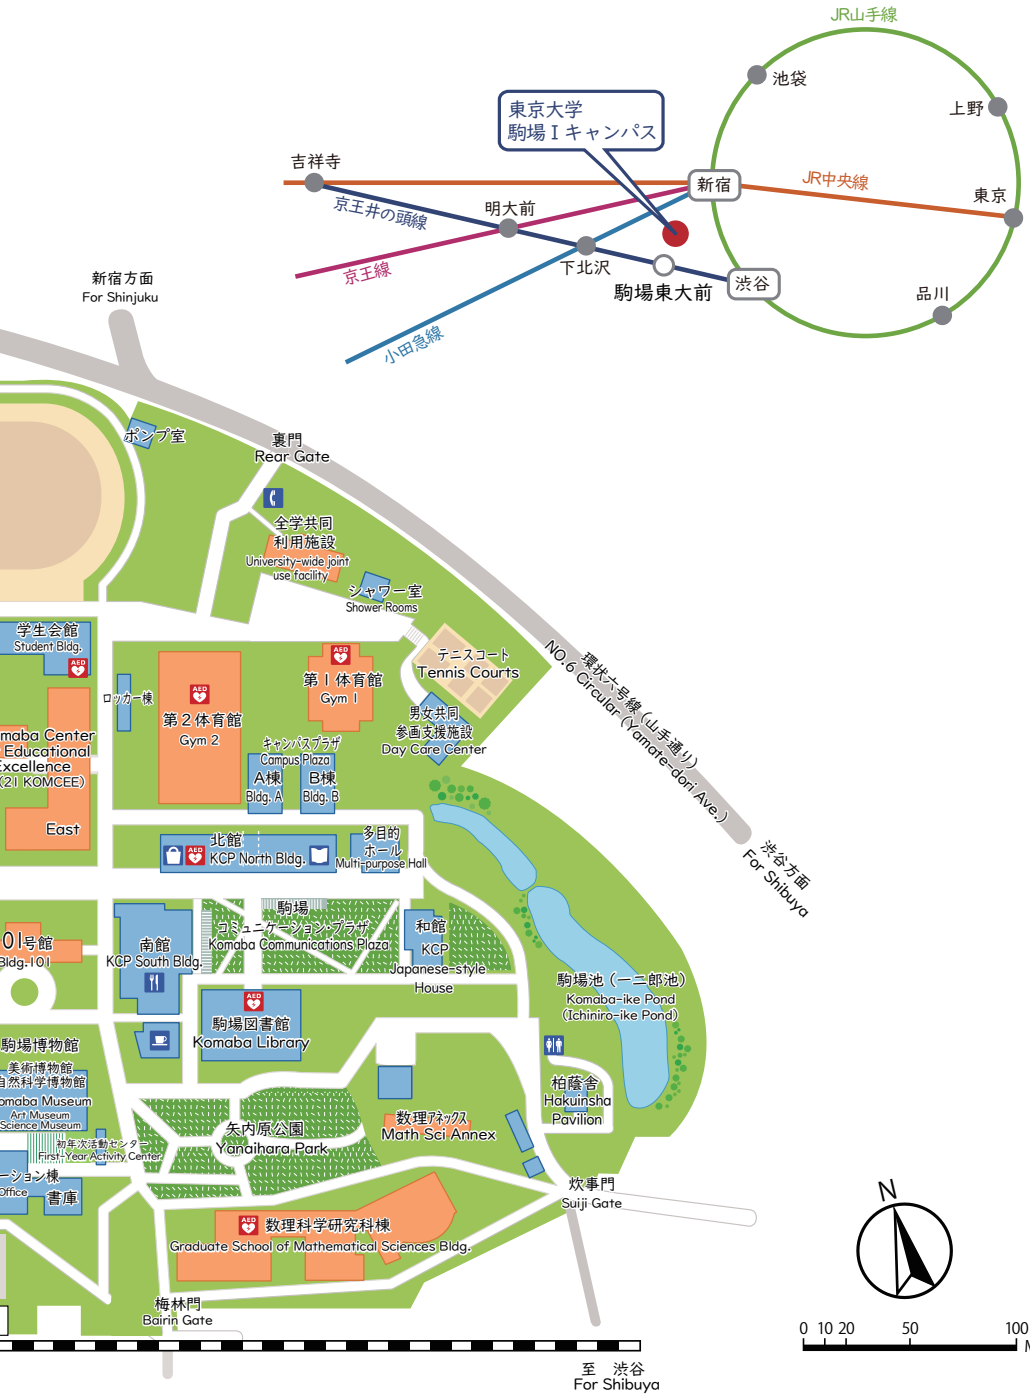 JR山手線
池袋
上野
東京大学
駒場Ⅰキャンパス
吉祥寺
新宿
JR中央線
東京
京王井の頭線
明大前
京王線
下北沢
渋谷
駒場東大前
品川
小田急線
新宿方面
For Shinjuku
ポンプ室
裏門
Rear Gate
全学共同
利用施設
University-wide joint
use facility
シャワー室
Shower Rooms
学生会館
Student Bldg.
AED
環状六号線（山手通り）
NO.6 Circular (Yamate-dori Ave.)
テニスコート
Tennis Courts
AED
第１体育館
Gym 1
ロッカー棟
AED
第２体育館
Gym 2
男女共同
参画支援施設
Day Care Center
キャンパスプラザ
Campus Plaza
A棟
Bldg. A
B棟
Bldg. B
maba Center
Educational
Excellence
(21 KOMCEE)
East
渋谷方面
For Shibuya
北館
AED
KCP North Bldg.
多目的
ホール
Multi-purpose Hall
駒場
コミュニケーション・プラザ
Komaba Communications Plaza
和館
KCP
Japanese-style
House
01号館
Bldg.101
南館
KCP South Bldg.
駒場池（一二郎池）
Komaba-ike Pond
(Ichiniro-ike Pond)
AED
駒場図書館
Komaba Library
駒場博物館
美術博物館
自然科学博物館
omaba Museum
Art Museum
Science Museum
柏蔭舎
Hakuinsha
Pavilion
数理アネックス
Math Sci Annex
矢内原公園
Yanaihara Park
初年次活動センター
First-Year Activity Center
ーション棟
Office
書庫
炊事門
Suiji Gate
AED
数理科学研究科棟
Graduate School of Mathematical Sciences Bldg.
梅林門
Bairin Gate
至　渋谷
For Shibuya
N
0 10 20 50 100
M